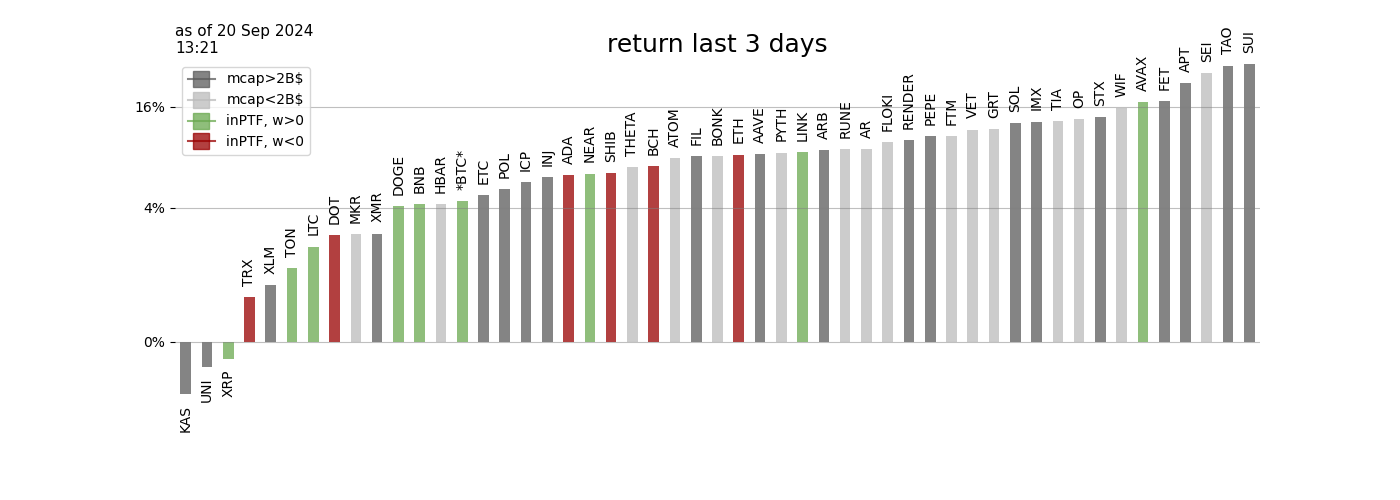 as of 20 Sep 2024
13:21
return last 3 days
mcap>2B$
mcap<2B$
inPTF, w>0
inPTF, w<0
16%
4%
0%
KAS
UNI
XRP
TRX
XLM
TON
LTC
DOT
MKR
XMR
DOGE
BNB
HBAR
*BTC*
ETC
POL
ICP
INJ
ADA
NEAR
SHIB
THETA
BCH
ATOM
FIL
BONK
ETH
AAVE
PYTH
LINK
ARB
RUNE
AR
FLOKI
RENDER
PEPE
FTM
VET
GRT
SOL
IMX
TIA
OP
STX
WIF
AVAX
FET
APT
SEI
TAO
SUI